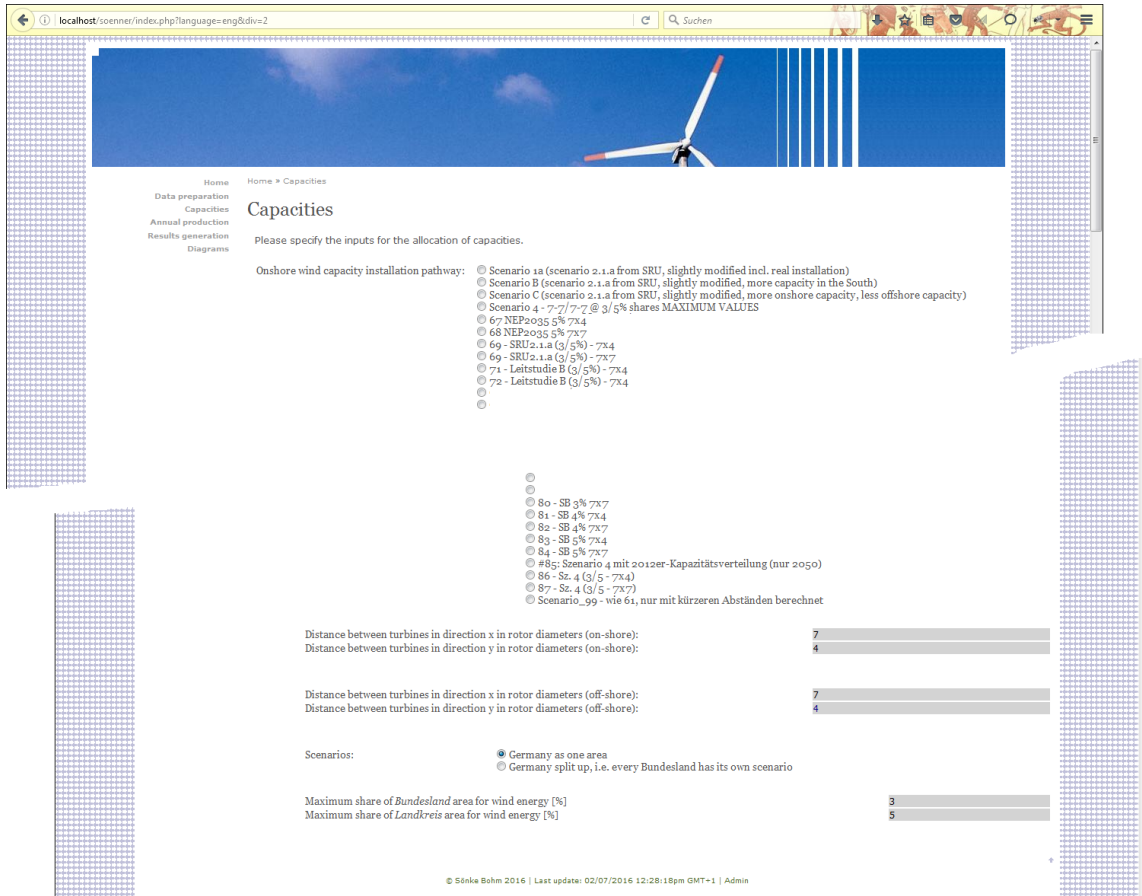 localhost/soenner/index.php?language=eng&div=2
Suchen
Home
Data preparation
Capacities
Annual production
Results generation
Diagrams
Home » Capacities
Capacities
Please specify the inputs for the allocation of capacities.
Onshore wind capacity installation pathway:
Scenario 1a (scenario 2.1.a from SRU, slightly modified incl. real installation)
Scenario B (scenario 2.1.a from SRU, slightly modified, more capacity in the South)
Scenario C (scenario 2.1.a from SRU, slightly modified, more onshore capacity, less offshore capacity)
Scenario 4 - 7-7/7-7 @ 3/5% shares MAXIMUM VALUES
67 NEP2035 5% 7x4
68 NEP2035 5% 7x7
69 - SRU2.1.a (3/5%) - 7x4
69 - SRU2.1.a (3/5%) - 7x7
71 - Leitstudie B (3/5%) - 7x4
72 - Leitstudie B (3/5%) - 7x4
80 - SB 3% 7x7
81 - SB 4% 7x4
82 - SB 4% 7x7
83 - SB 5% 7x4
84 - SB 5% 7x7
#85: Szenario 4 mit 2012er-Kapazitätsverteilung (nur 2050)
86 - Sz. 4 (3/5 - 7x4)
87 - Sz. 4 (3/5 - 7x7)
Scenario_99 - wie 61, nur mit kürzeren Abständen berechnet
Distance between turbines in direction x in rotor diameters (on-shore): 7
Distance between turbines in direction y in rotor diameters (on-shore): 4
Distance between turbines in direction x in rotor diameters (off-shore): 7
Distance between turbines in direction y in rotor diameters (off-shore): 4
Scenarios: Germany as one area
Germany split up, i.e. every Bundesland has its own scenario
Maximum share of Bundesland area for wind energy [%] 3
Maximum share of Landkreis area for wind energy [%] 5
© Sönke Bohm 2016 | Last update: 02/07/2016 12:28:18pm GMT+1 | Admin